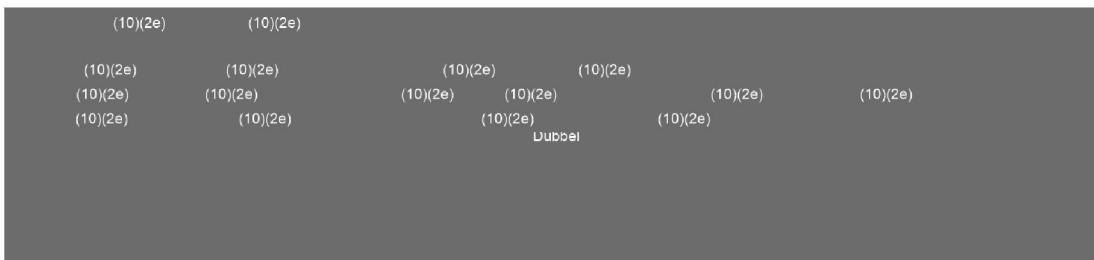 (10)(2e) (10)(2e)
(10)(2e) (10)(2e) (10)(2e) (10)(2e)
(10)(2e) (10)(2e) (10)(2e) (10)(2e) (10)(2e) (10)(2e)
(10)(2e) (10)(2e) (10)(2e) (10)(2e)
Dubbel